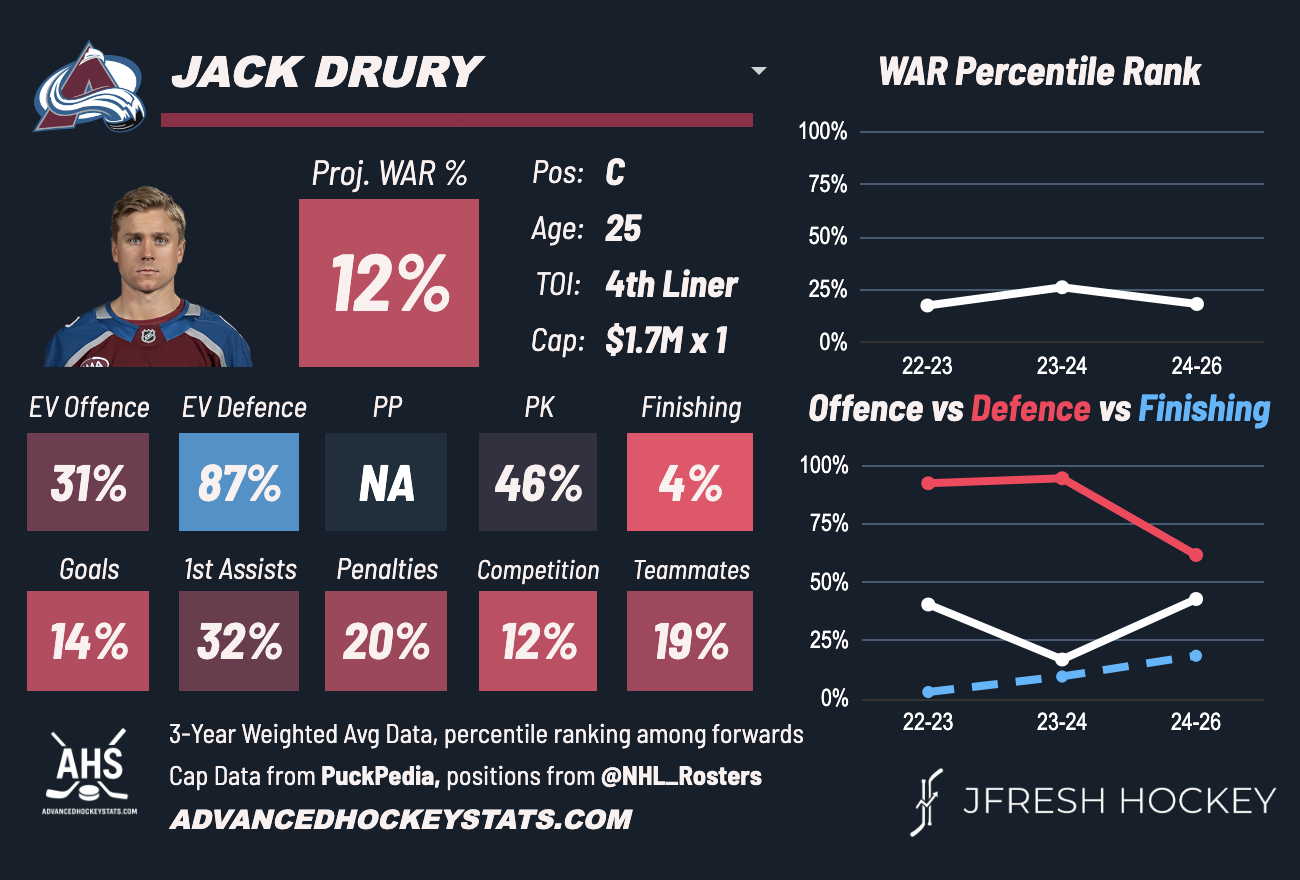 JACK DRURY
Proj. WAR %
12%
Pos: C
Age: 25
TOI: 4th Liner
Cap: $1.7M x 1
EV Offence EV Defence PP PK Finishing
31% 87% NA 46% 4%
Goals 1st Assists Penalties Competition Teammates
14% 32% 20% 12% 19%
WAR Percentile Rank
100%
75%
50%
25%
0%
22-23 23-24 24-26
Offence vs Defence vs Finishing
100%
75%
50%
25%
0%
22-23 23-24 24-26
AHS
ADVANCEDHOCKEYSTATS.COM
3-Year Weighted Avg Data, percentile ranking among forwards
Cap Data from PuckPedia, positions from @NHL_Rosters
ADVANCEDHOCKEYSTATS.COM
JFRESH HOCKEY